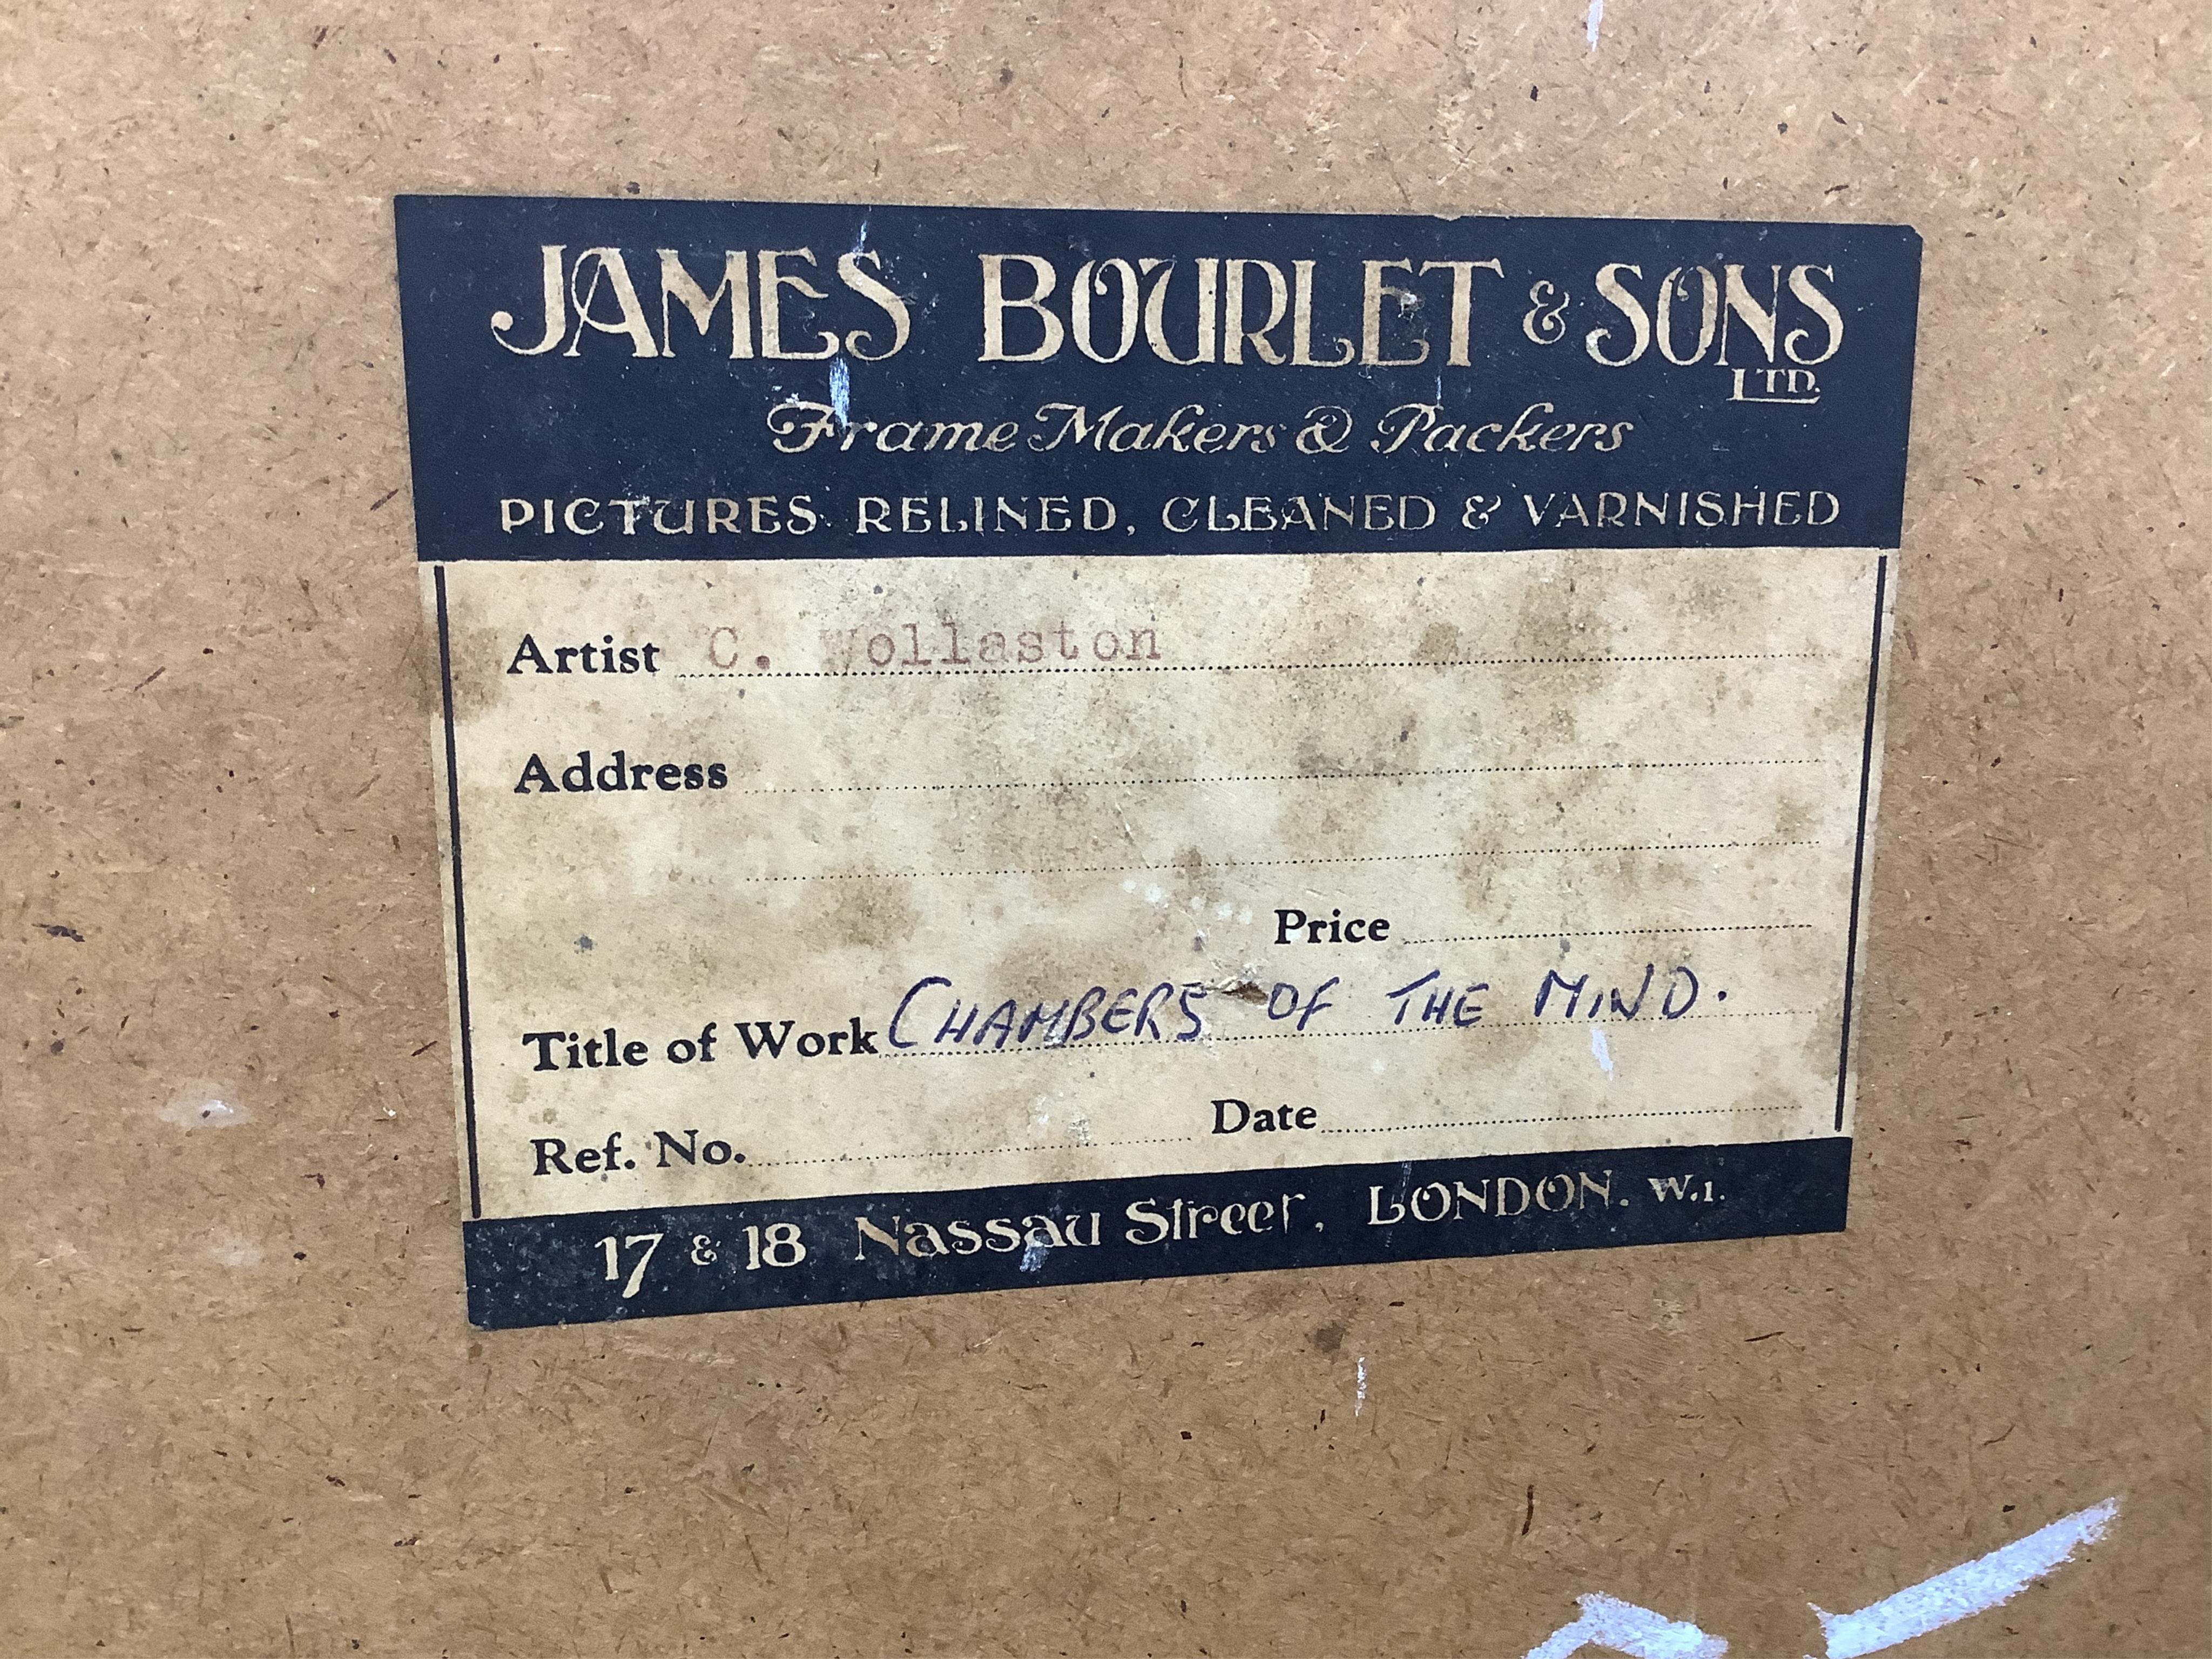 JAMES BOURLET & SONS
LTD.
Frame Makers & Packers
PICTURES RELINED, CLEANED & VARNISHED
Artist C. Wollaston
Address
Price
Title of Work CHAMBERS OF THE MIND.
Ref. No. Date
17 & 18 Nassau Street, LONDON. W.1.